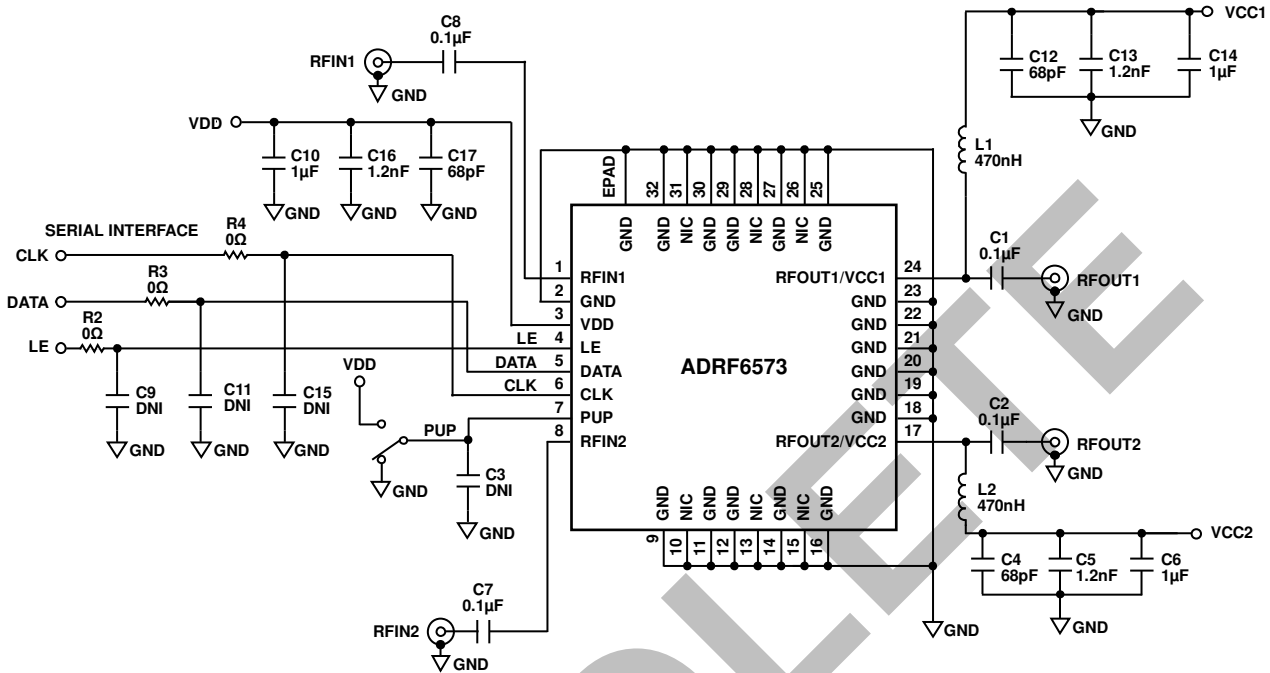 C8
0.1µF
RFIN1
GND
VCC1
C12
68pF
C13
1.2nF
C14
1µF
GND
VDD
C10
1µF
C16
1.2nF
C17
68pF
GND
GND
GND
L1
470nH
EPAD
32
31
30
29
28
27
26
25
GND
GND
NIC
GND
GND
NIC
GND
NIC
GND
SERIAL INTERFACE
R4
0Ω
CLK
R3
0Ω
DATA
R2
0Ω
LE
C9
DNI
C11
DNI
C15
DNI
GND
GND
GND
VDD
PUP
GND
C3
DNI
GND
LE
DATA
CLK
1
2
3
4
5
6
7
8
RFIN1
GND
VDD
LE
DATA
CLK
PUP
RFIN2
ADRF6573
RFOUT1/VCC1
GND
GND
GND
GND
GND
GND
RFOUT2/VCC2
24
23
22
21
20
19
18
17
C1
0.1µF
RFOUT1
GND
C2
0.1µF
RFOUT2
GND
L2
470nH
VCC2
C4
68pF
C5
1.2nF
C6
1µF
GND
GND
NIC
GND
GND
NIC
GND
NIC
GND
9
10
11
12
13
14
15
16
GND
C7
0.1µF
RFIN2
GND